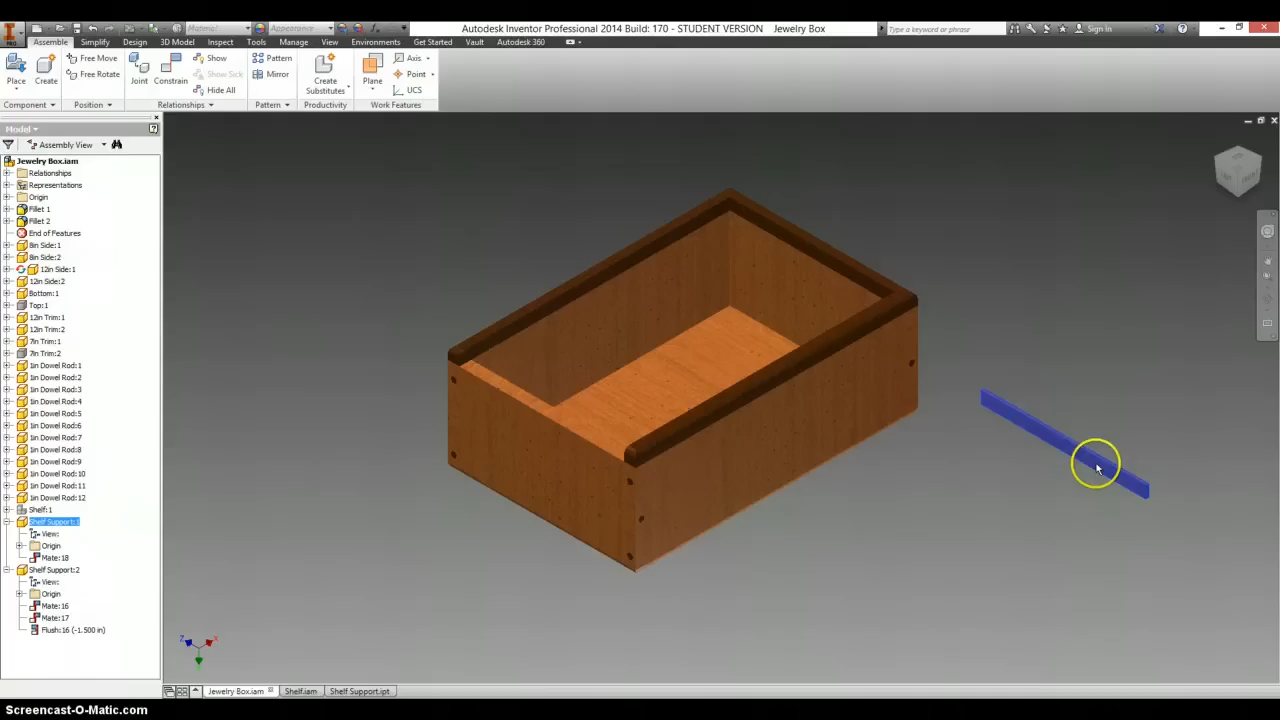 Material
Appearance
Autodesk Inventor Professional 2014 Build: 170 - STUDENT VERSION Jewelry Box
Type a keyword or phrase
Sign In
PRO
Assemble Simplify Design 3D Model Inspect Tools Manage View Environments Get Started Vault Autodesk 360
Place
Create
Free Move
Free Rotate
Joint
Constrain
Show
Show Sick
Hide All
Pattern
Mirror
Create Substitutes
Plane
Axis
Point
UCS
Component Position Relationships Pattern Productivity Work Features
Model
Assembly View
Jewelry Box.iam
Relationships
Representations
Origin
Fillet 1
Fillet 2
End of Features
8in Side:1
8in Side:2
12in Side:1
12in Side:2
Bottom:1
Top:1
12in Trim:1
12in Trim:2
7in Trim:1
7in Trim:2
1in Dowel Rod:1
1in Dowel Rod:2
1in Dowel Rod:3
1in Dowel Rod:4
1in Dowel Rod:5
1in Dowel Rod:6
1in Dowel Rod:7
1in Dowel Rod:8
1in Dowel Rod:9
1in Dowel Rod:10
1in Dowel Rod:11
1in Dowel Rod:12
Shelf:1
Shelf Support:1
View:
Origin
Mate:18
Shelf Support:2
View:
Origin
Mate:16
Mate:17
Flush:16 (-1.500 in)
Z X
Jewelry Box.iam Shelf.iam Shelf Support.ipt
Screencast-O-Matic.com